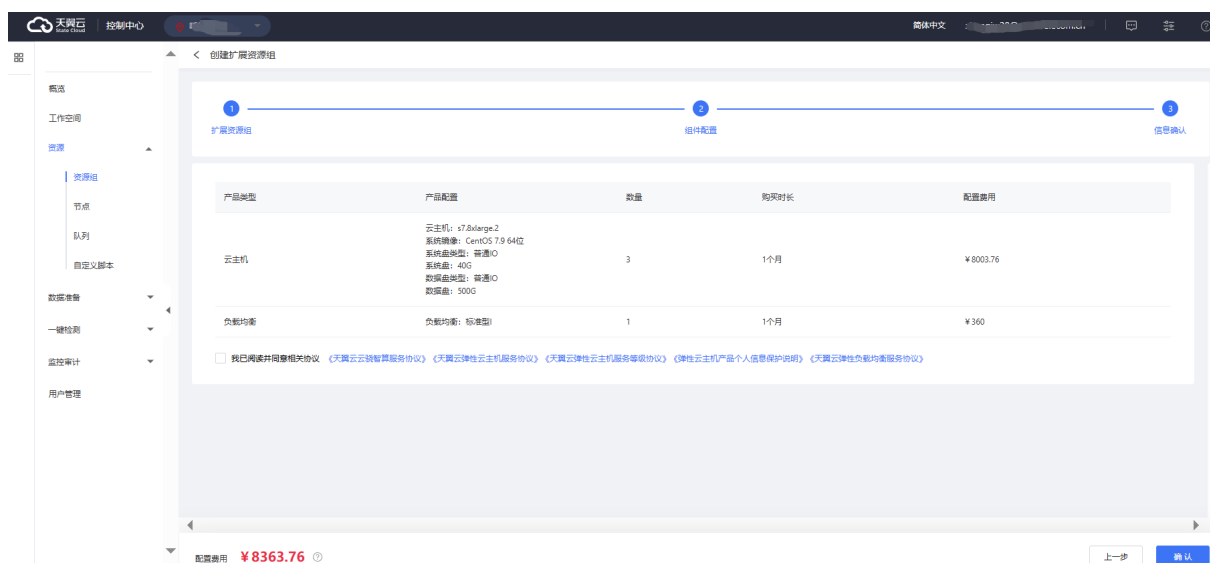 天翼云
State Cloud
控制中心
简体中文
创建扩展资源组
概览
工作空间
资源
资源组
节点
队列
自定义脚本
数据准备
一键检测
监控审计
用户管理
1
2
3
扩展资源组
组件配置
信息确认
产品类型 产品配置 数量 购买时长 配置费用
云主机
云主机：s7.8xlarge.2
系统镜像：CentOS 7.9 64位
系统盘类型：普通IO
系统盘：40G
数据盘类型：普通IO
数据盘：500G
3
1个月
¥8003.76
负载均衡 负载均衡：标准型I 1 1个月 ¥360
我已阅读并同意相关协议 《天翼云云骁智算服务协议》 《天翼云弹性云主机服务协议》 《天翼云弹性云主机服务等级协议》 《弹性云主机产品个人信息保护说明》 《天翼云弹性负载均衡服务协议》
配置费用 ¥8363.76
上一步
确认